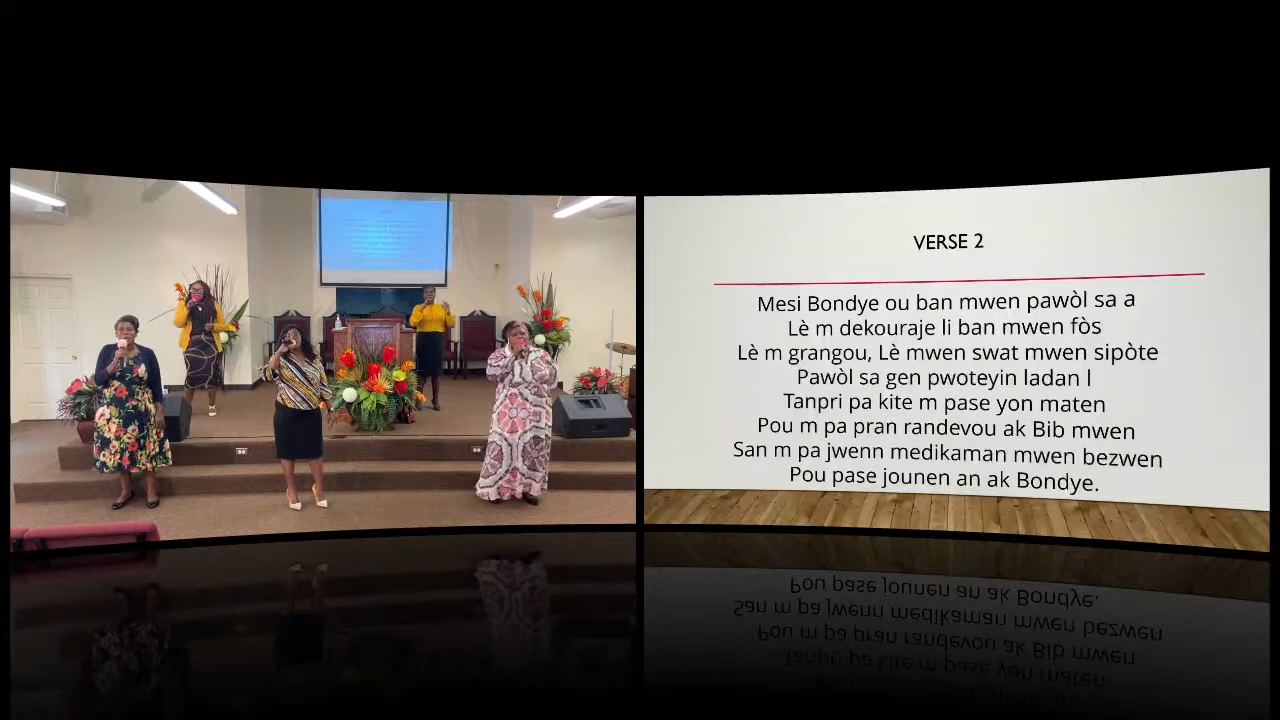 VERSE 2
Mesi Bondye ou ban mwen pawòl sa a
Lè m dekouraje li ban mwen fòs
Lè m grangou, Lè mwen swat mwen sipòte
Pawòl sa gen pwoteyin ladan l
Tanpri pa kite m pase yon maten
Pou m pa pran randevou ak Bib mwen
San m pa jwenn medikaman mwen bezwen
Pou pase jounen an ak Bondye.